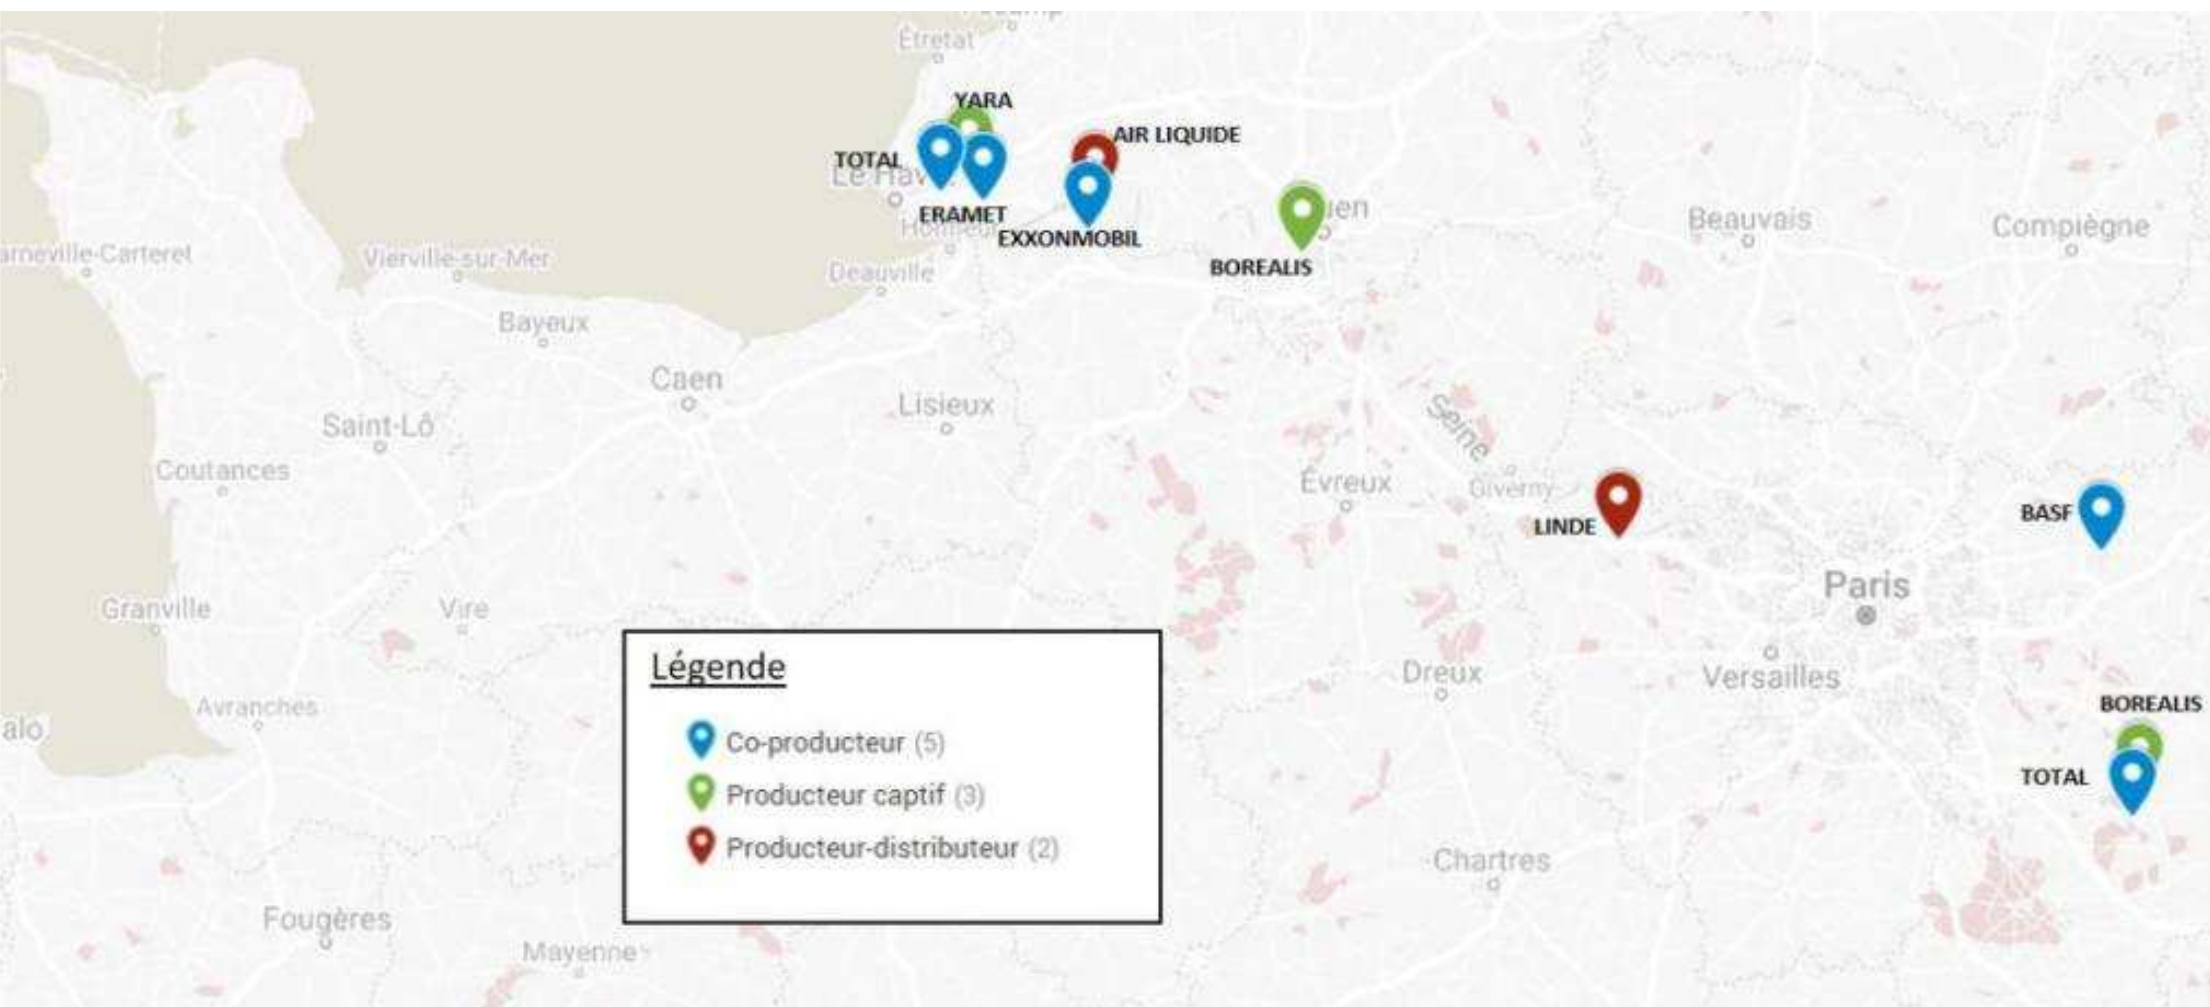 Étretat
YARA
AIR LIQUIDE
TOTAL
ERAMET
EXXONMOBIL
BOREALIS
Beauvais
Compiègne
Vierville-sur-Mer
Deauville
Bayeux
Caen
Lisieux
Saint-Lô
Coutances
Seine
Évreux
Giverny
LINDE
BASF
Paris
Granville
Vire
Dreux
Versailles
Avranches
BOREALIS
TOTAL
Légende
Co-producteur (5)
Producteur captif (3)
Producteur-distributeur (2)
Chartres
Fougères
Mayenne